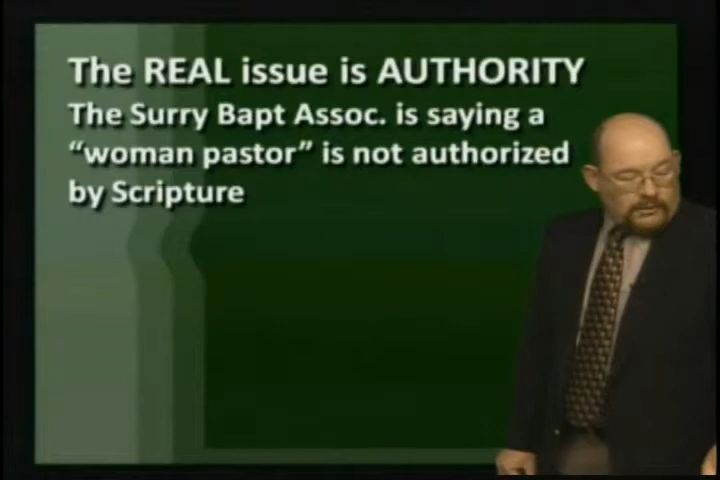 The REAL issue is AUTHORITY
The Surry Bapt Assoc. is saying a
“woman pastor” is not authorized
by Scripture